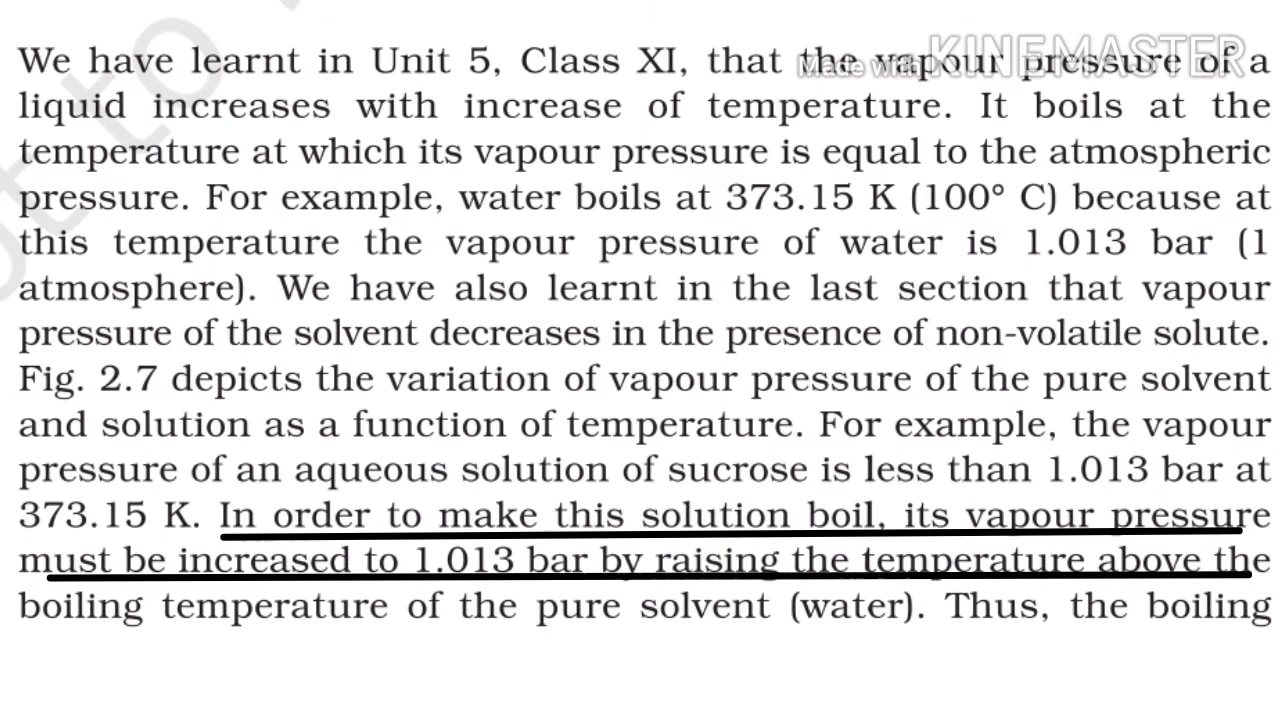 Made with KINEMASTER
We have learnt in Unit 5, Class XI, that the vapour pressure of a
liquid increases with increase of temperature. It boils at the
temperature at which its vapour pressure is equal to the atmospheric
pressure. For example, water boils at 373.15 K (100° C) because at
this temperature the vapour pressure of water is 1.013 bar (1
atmosphere). We have also learnt in the last section that vapour
pressure of the solvent decreases in the presence of non-volatile solute.
Fig. 2.7 depicts the variation of vapour pressure of the pure solvent
and solution as a function of temperature. For example, the vapour
pressure of an aqueous solution of sucrose is less than 1.013 bar at
373.15 K. In order to make this solution boil, its vapour pressure
must be increased to 1.013 bar by raising the temperature above the
boiling temperature of the pure solvent (water). Thus, the boiling